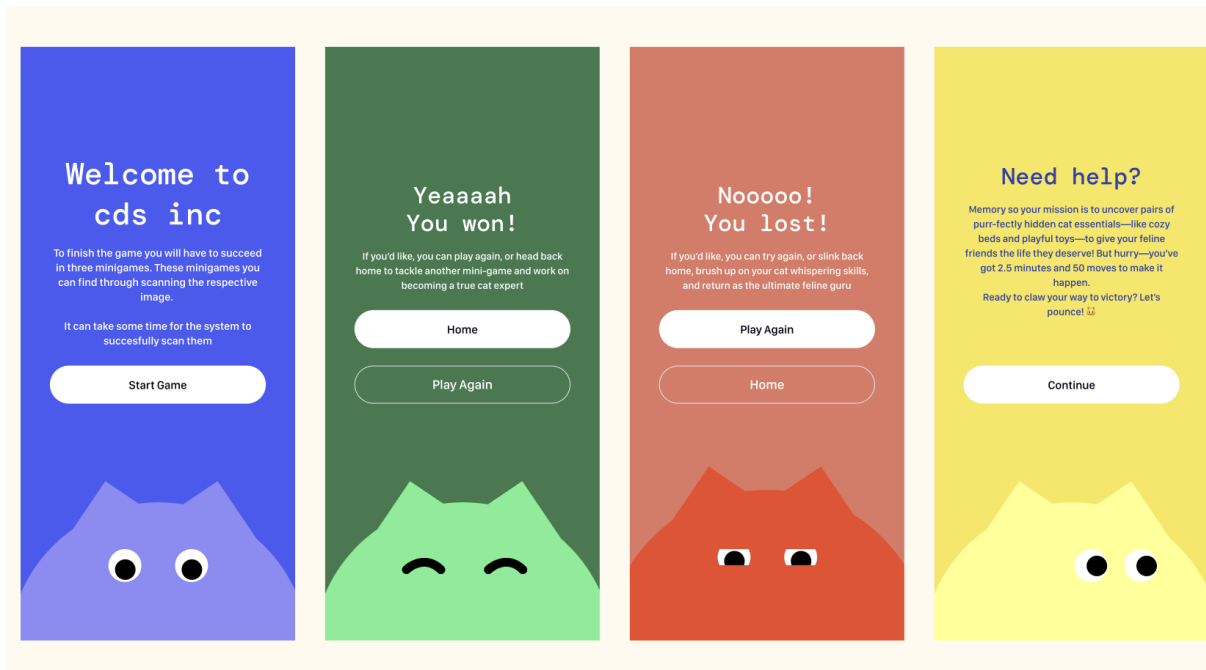 Welcome to
cds inc
To finish the game you will have to succeed
in three minigames. These minigames you
can find through scanning the respective
image.
It can take some time for the system to
succesfully scan them
Start Game
Yeaaaah
You won!
If you'd like, you can play again, or head back
home to tackle another mini-game and work on
becoming a true cat expert
Home
Play Again
Nooooo!
You lost!
If you'd like, you can try again, or slink back
home, brush up on your cat whispering skills,
and return as the ultimate feline guru
Play Again
Home
Need help?
Memory so your mission is to uncover pairs of
purr-fectly hidden cat essentials—like cozy
beds and playful toys—to give your feline
friends the life they deserve! But hurry—you've
got 2.5 minutes and 50 moves to make it
happen.
Ready to claw your way to victory? Let's
pounce! 🐱
Continue